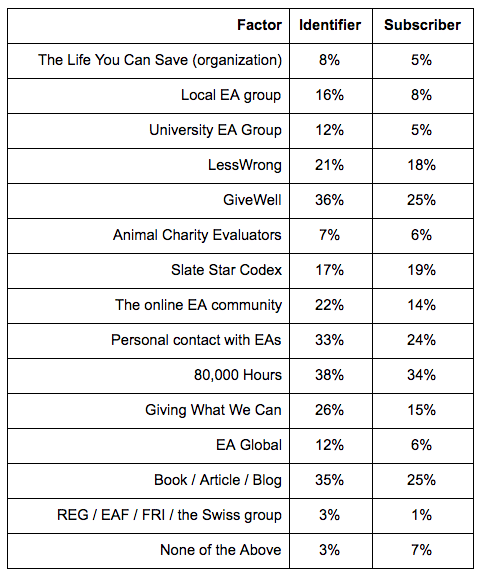 Factor Identifier Subscriber
The Life You Can Save (organization) 8% 5%
Local EA group 16% 8%
University EA Group 12% 5%
LessWrong 21% 18%
GiveWell 36% 25%
Animal Charity Evaluators 7% 6%
Slate Star Codex 17% 19%
The online EA community 22% 14%
Personal contact with EAs 33% 24%
80,000 Hours 38% 34%
Giving What We Can 26% 15%
EA Global 12% 6%
Book / Article / Blog 35% 25%
REG / EAF / FRI / the Swiss group 3% 1%
None of the Above 3% 7%